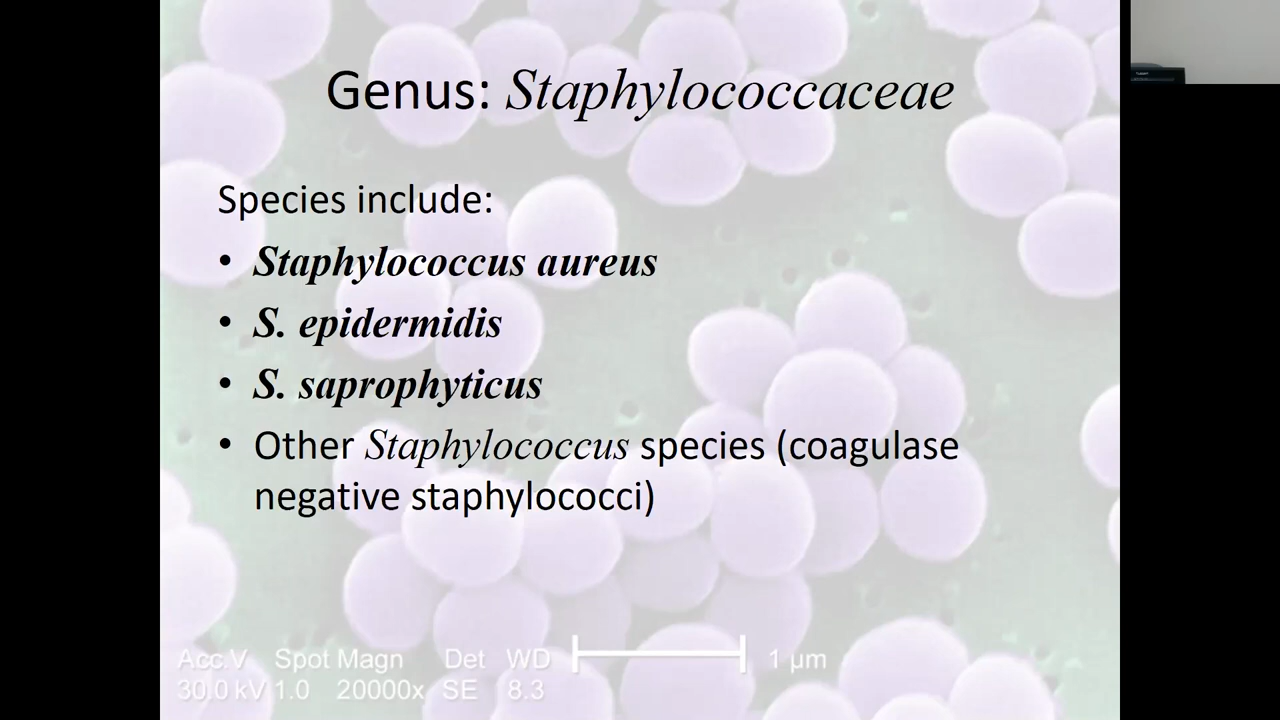 Genus: Staphylococcaceae
Species include:
• Staphylococcus aureus
• S. epidermidis
• S. saprophyticus
• Other Staphylococcus species (coagulase
negative staphylococci)
Acc.V Spot Magn Det WD 1 µm
30.0 kV 1.0 20000x SE 8.3